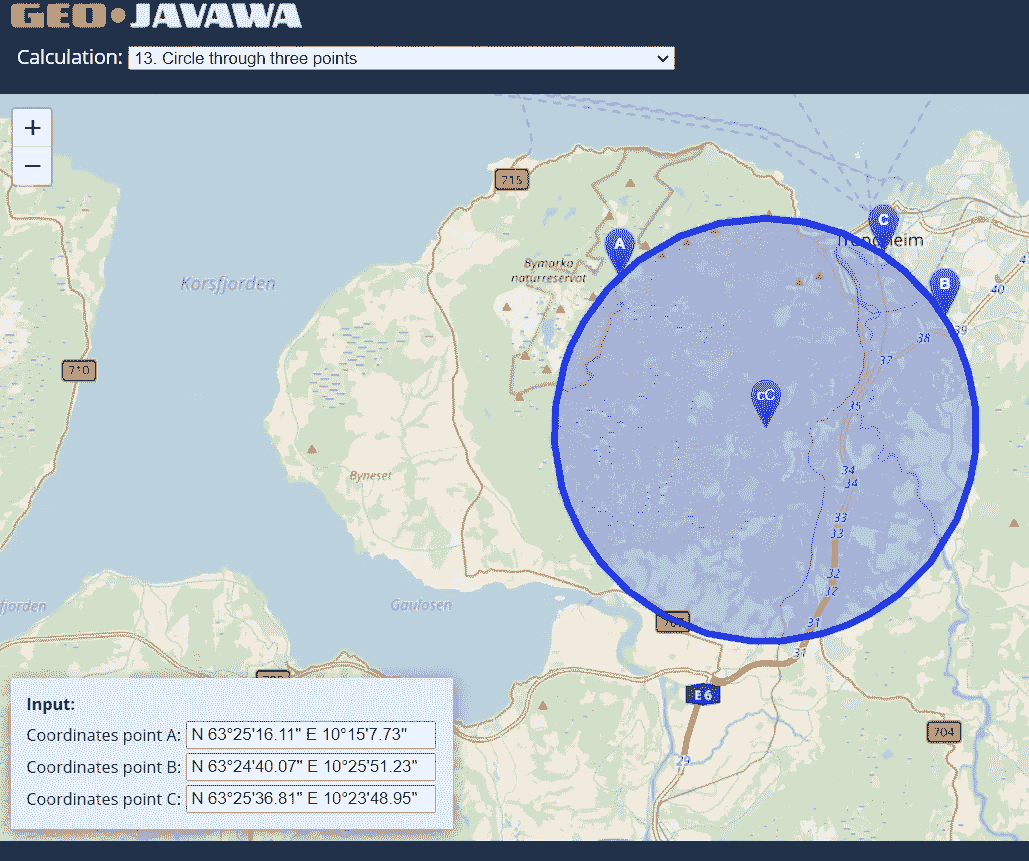 GEO•JAVAWA
Calculation: 13. Circle through three points
+
−
715
C
Trondheim
A
Bymarka
naturreservat
Korsfjorden
B
40
39
38
710
37
cC
35
34
34
Byneset
33
33
32
32
fjorden
Gaulosen
707
31
31
E6
704
29
Input:
Coordinates point A: N 63°25'16.11" E 10°15'7.73"
Coordinates point B: N 63°24'40.07" E 10°25'51.23"
Coordinates point C: N 63°25'36.81" E 10°23'48.95"